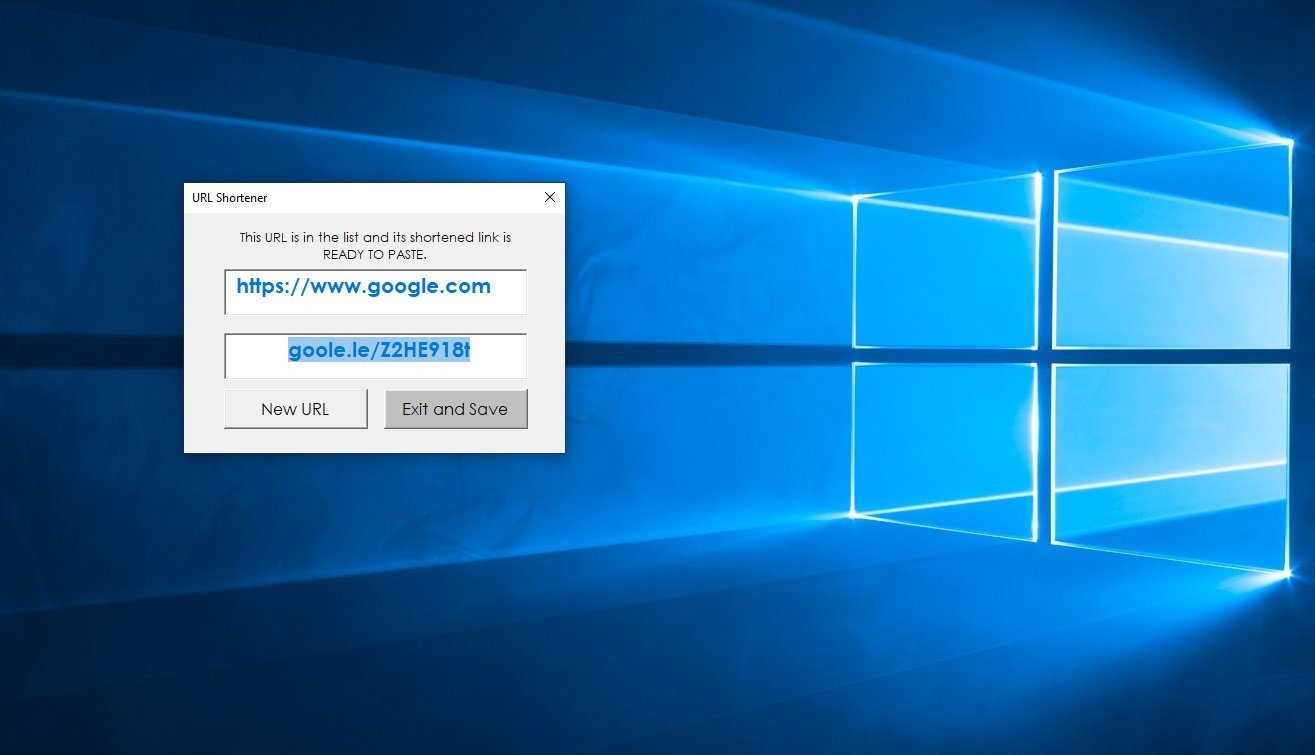 URL Shortener
This URL is in the list and its shortened link is
READY TO PASTE.
https://www.google.com
goole.le/Z2HE918t
New URL
Exit and Save